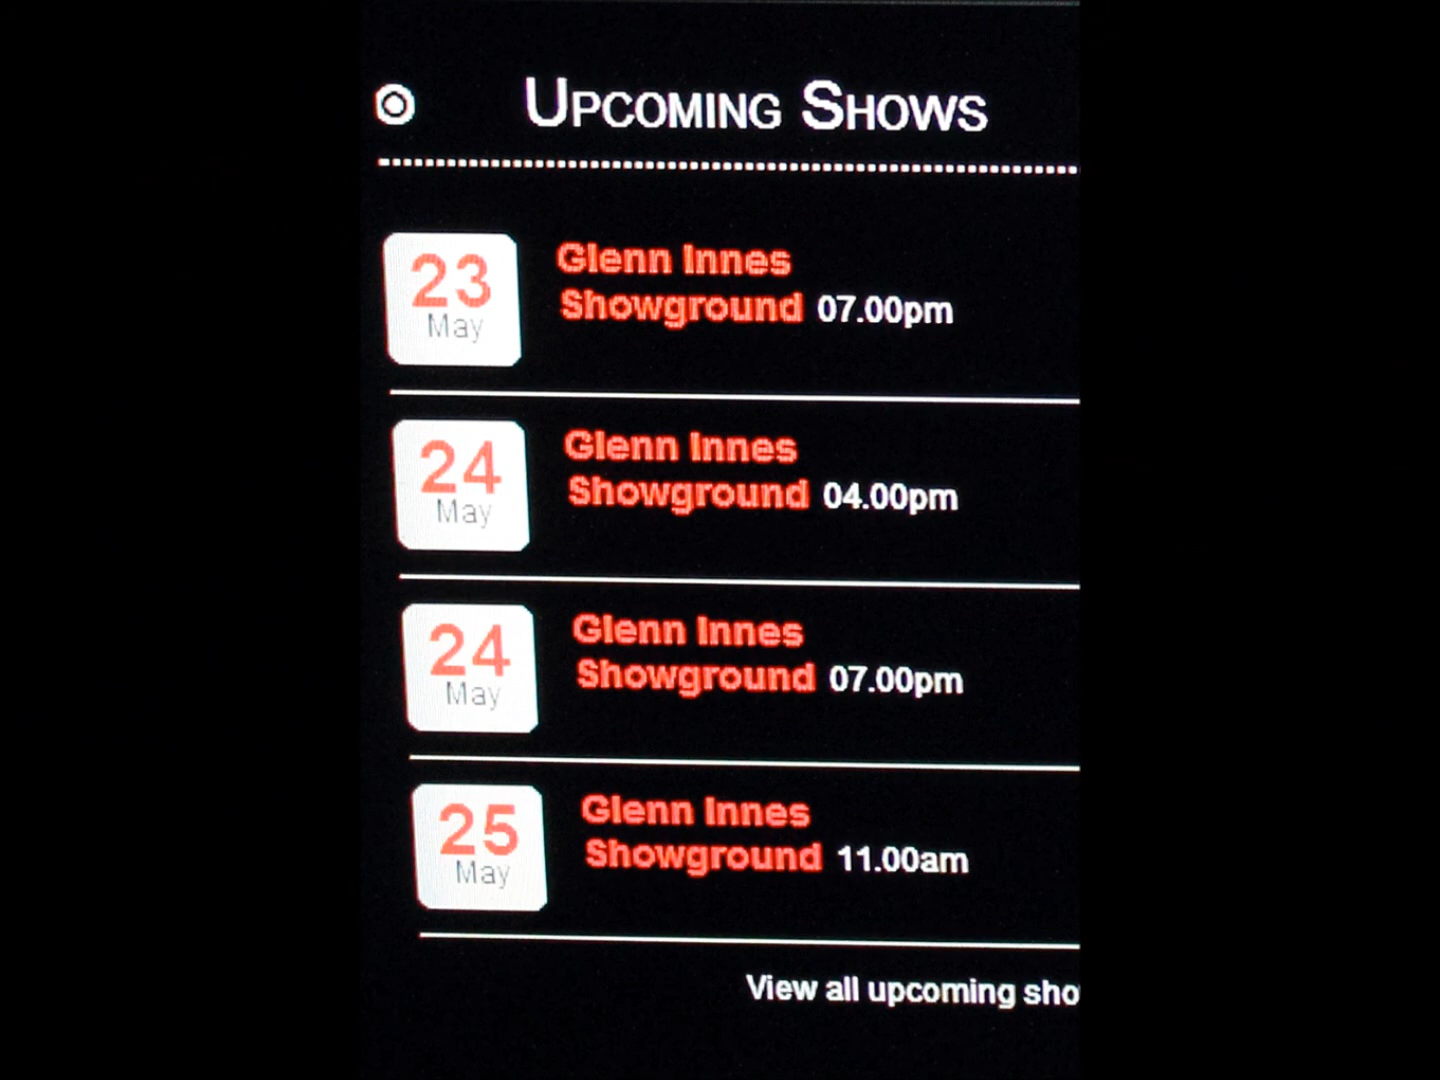 UPCOMING SHOWS
23
May
Glenn Innes
Showground 07.00pm
24
May
Glenn Innes
Showground 04.00pm
24
May
Glenn Innes
Showground 07.00pm
25
May
Glenn Innes
Showground 11.00am
View all upcoming sho